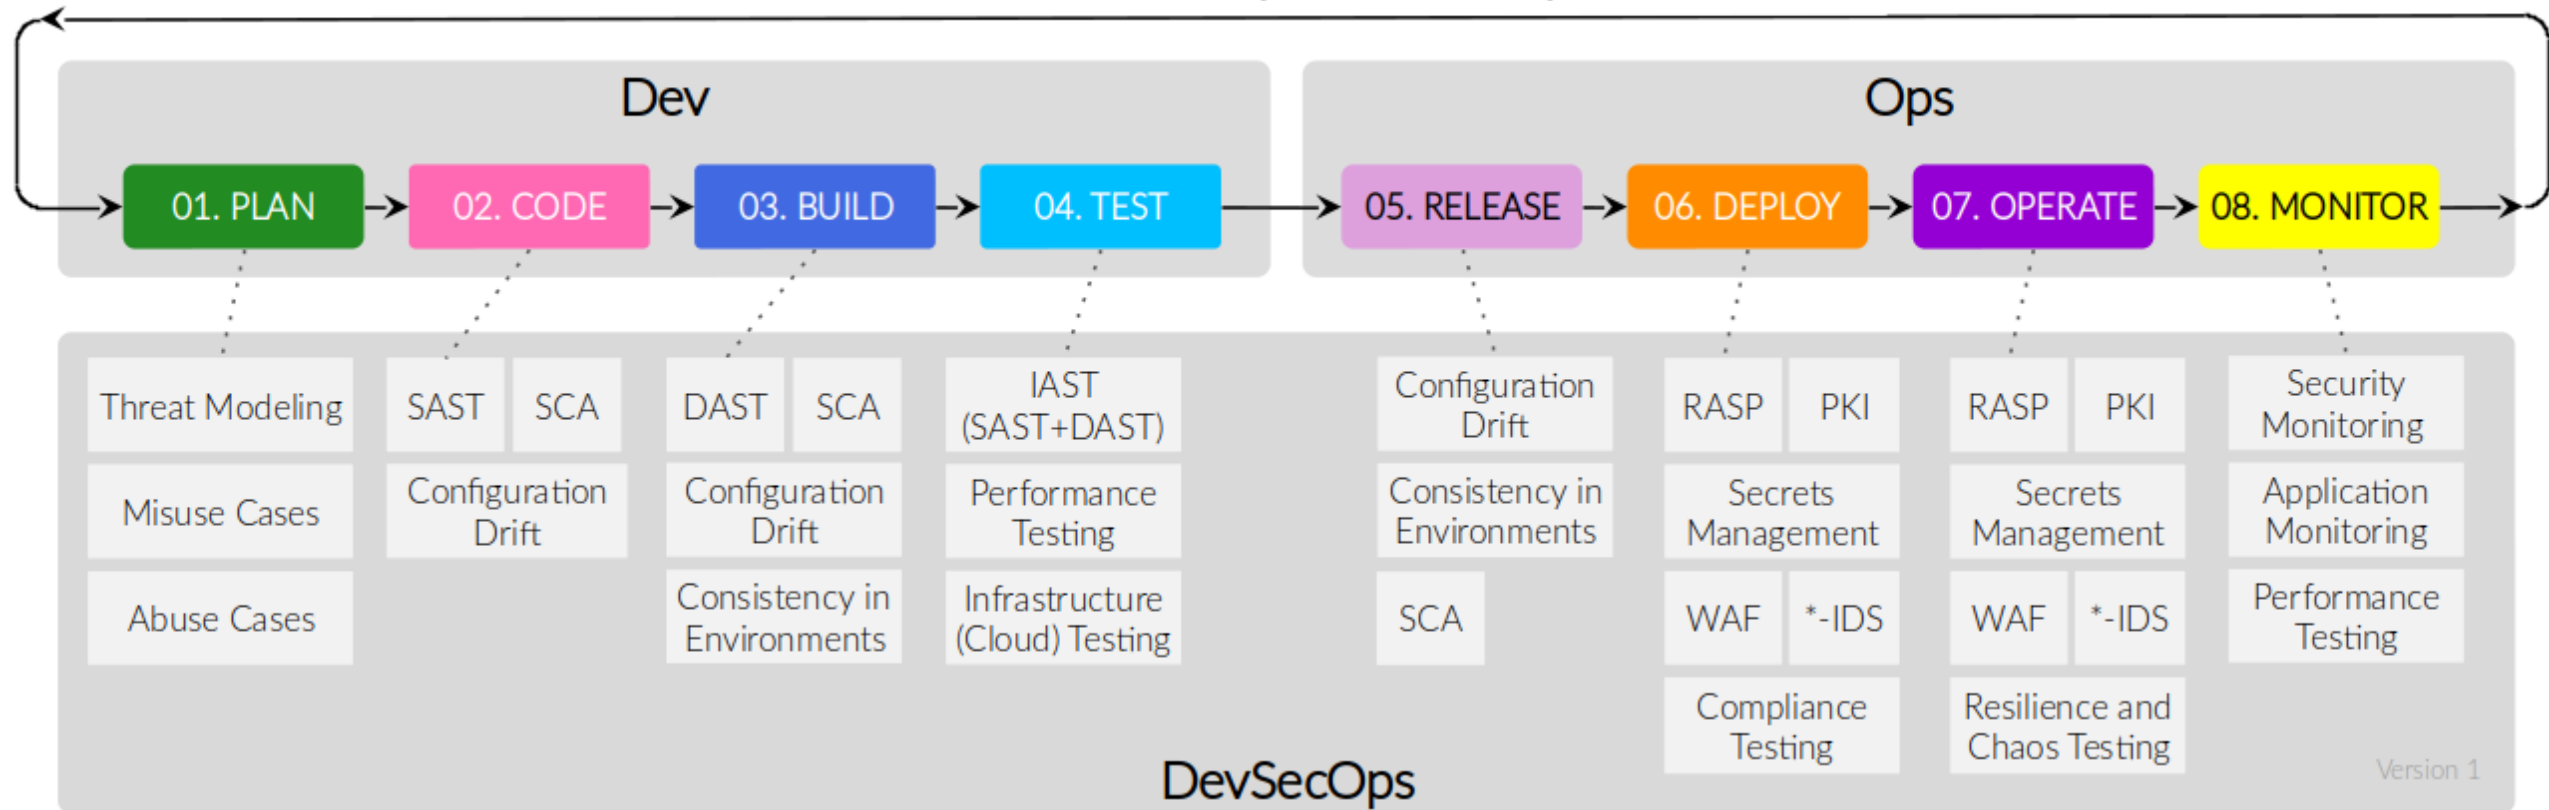 Dev
Ops
01. PLAN
02. CODE
03. BUILD
04. TEST
05. RELEASE
06. DEPLOY
07. OPERATE
08. MONITOR
Threat Modeling
Misuse Cases
Abuse Cases
SAST
SCA
Configuration
Drift
DAST
SCA
Configuration
Drift
Consistency in
Environments
IAST
(SAST+DAST)
Performance
Testing
Infrastructure
(Cloud) Testing
Configuration
Drift
Consistency in
Environments
SCA
RASP
PKI
Secrets
Management
WAF
*-IDS
Compliance
Testing
RASP
PKI
Secrets
Management
WAF
*-IDS
Resilience and
Chaos Testing
Security
Monitoring
Application
Monitoring
Performance
Testing
DevSecOps
Version 1